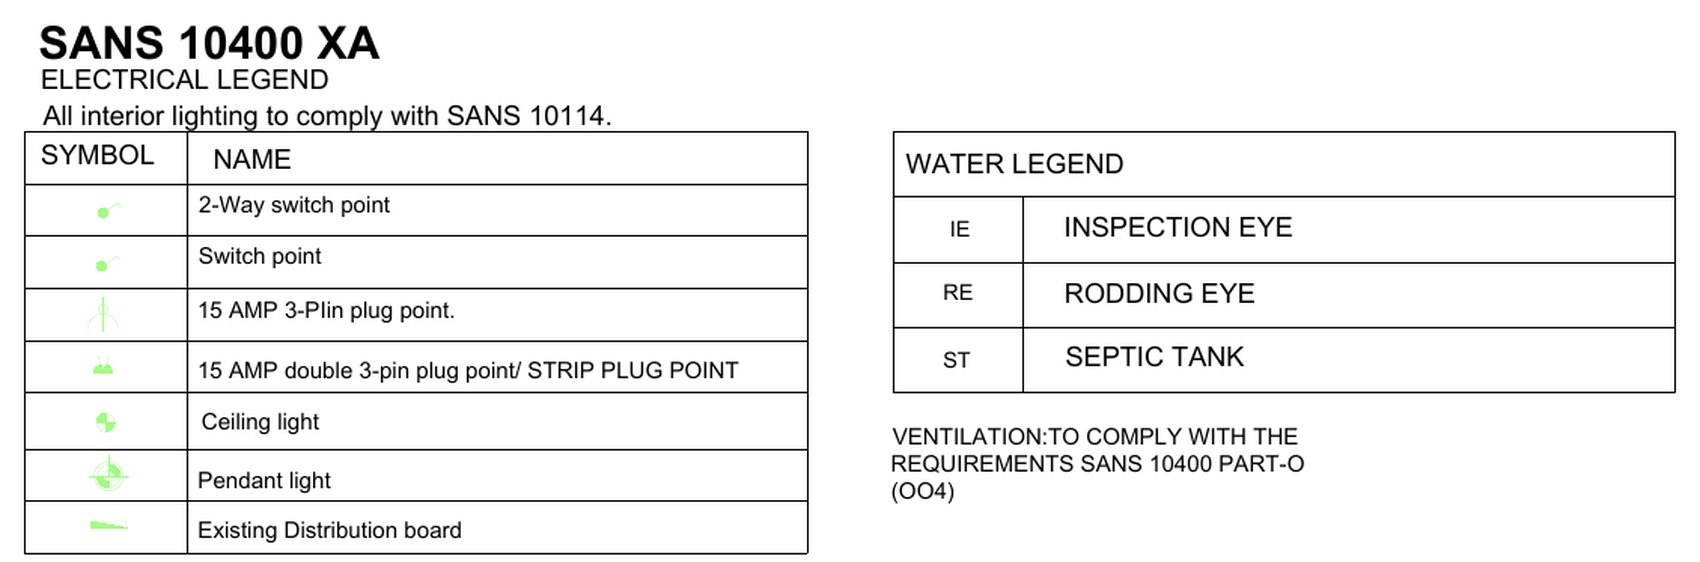 SANS 10400 XA
ELECTRICAL LEGEND
All interior lighting to comply with SANS 10114.
SYMBOL NAME
2-Way switch point
Switch point
15 AMP 3-PIin plug point.
15 AMP double 3-pin plug point/ STRIP PLUG POINT
Ceiling light
Pendant light
Existing Distribution board
WATER LEGEND
IE INSPECTION EYE
RE RODDING EYE
ST SEPTIC TANK
VENTILATION:TO COMPLY WITH THE
REQUIREMENTS SANS 10400 PART-O
(OO4)